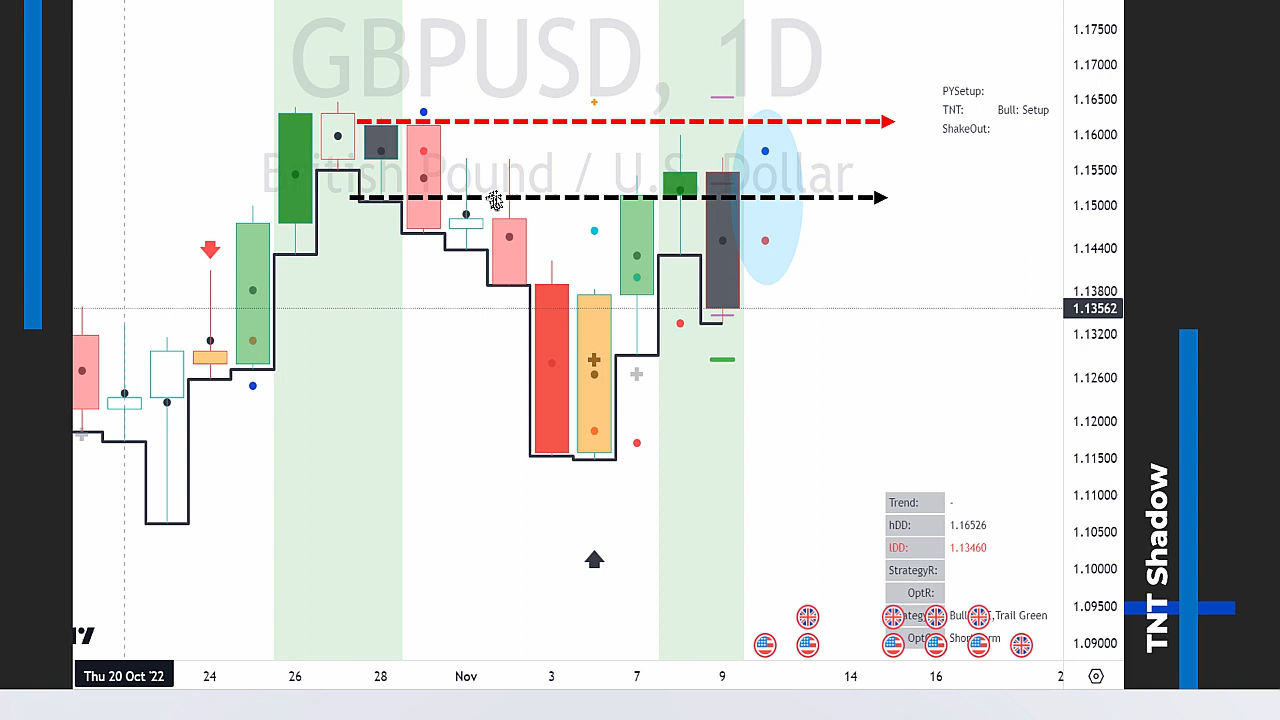 GBPUSD, 1D
British Pound / U.S. Dollar
PYSetup:
TNT: Bull: Setup
ShakeOut:
1.17500
1.17000
1.16500
1.16000
1.15500
1.15000
1.14400
1.13800
1.13562
1.13200
1.12600
1.12000
1.11500
1.11000
1.10500
1.10000
1.09500
1.09000
Trend: -
hDD: 1.16526
lDD: 1.13460
StrategyR:
OptR:
Trail Green
Thu 20 Oct '22
24
26
28
Nov
3
7
9
14
16
2
TNT Shadow